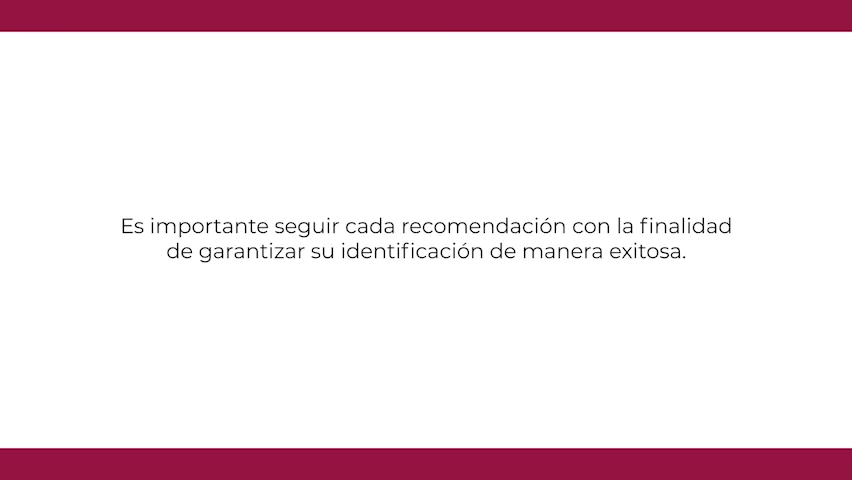 Es importante seguir cada recomendación con la finalidad
de garantizar su identificación de manera exitosa.